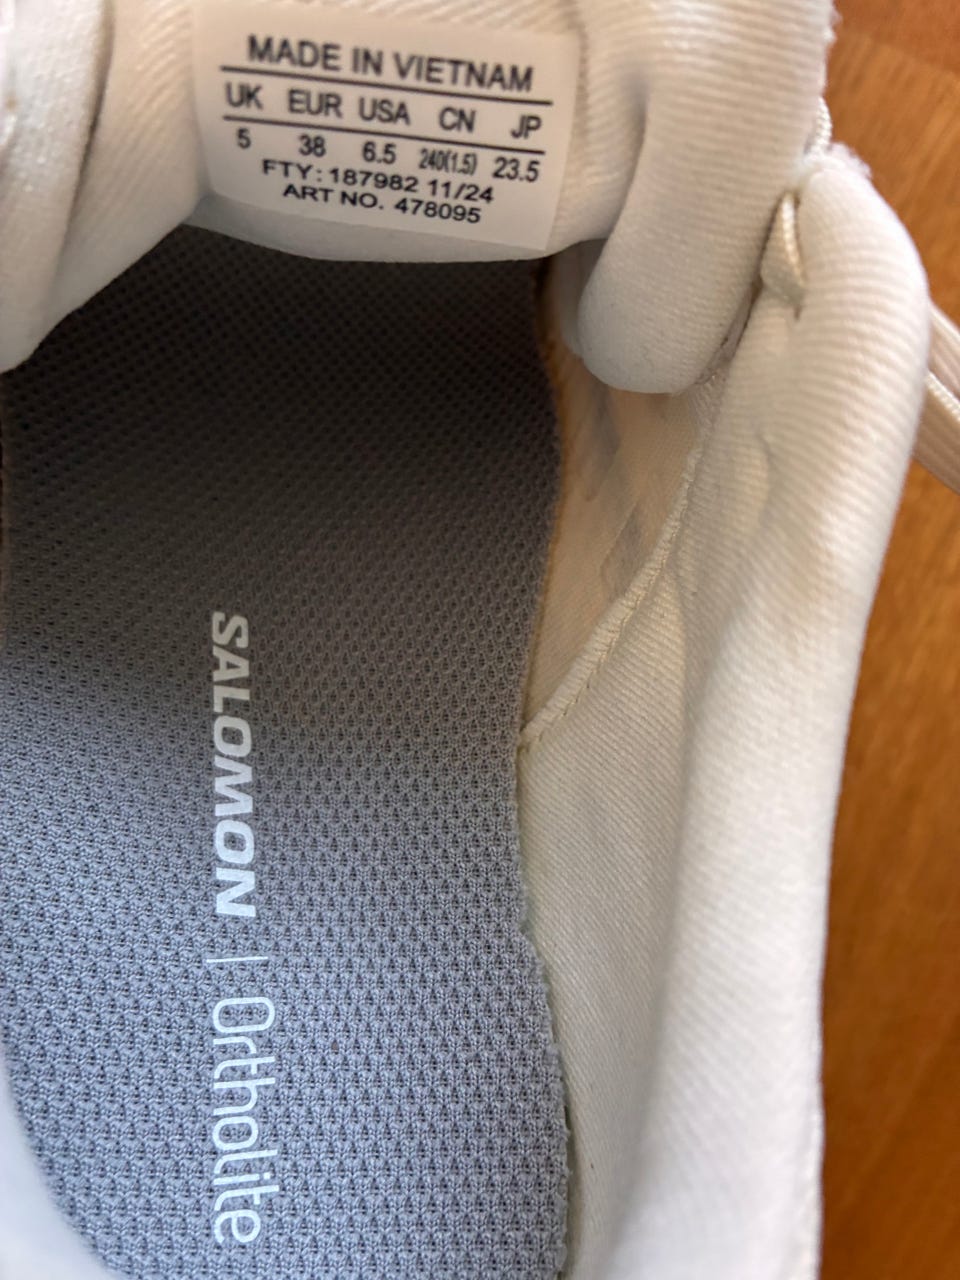 MADE IN VIETNAM
UK EUR USA CN JP
5 38 6.5 240(1.5) 23.5
FTY: 187982 11/24
ART NO. 478095
SALOMON | Ortholite